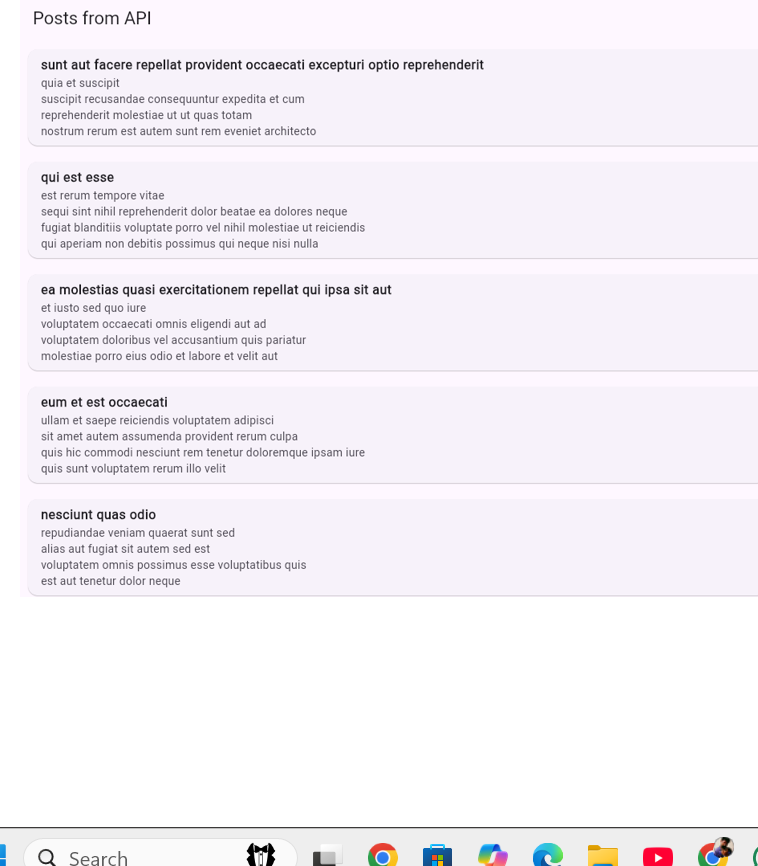 Posts from API
sunt aut facere repellat provident occaecati excepturi optio reprehenderit
quia et suscipit
suscipit recusandae consequuntur expedita et cum
reprehenderit molestiae ut ut quas totam
nostrum rerum est autem sunt rem eveniet architecto
qui est esse
est rerum tempore vitae
sequi sint nihil reprehenderit dolor beatae ea dolores neque
fugiat blanditiis voluptate porro vel nihil molestiae ut reiciendis
qui aperiam non debitis possimus qui neque nisi nulla
ea molestias quasi exercitationem repellat qui ipsa sit aut
et iusto sed quo iure
voluptatem occaecati omnis eligendi aut ad
voluptatem doloribus vel accusantium quis pariatur
molestiae porro eius odio et labore et velit aut
eum et est occaecati
ullam et saepe reiciendis voluptatem adipisci
sit amet autem assumenda provident rerum culpa
quis hic commodi nesciunt rem tenetur doloremque ipsam iure
quis sunt voluptatem rerum illo velit
nesciunt quas odio
repudiandae veniam quaerat sunt sed
alias aut fugiat sit autem sed est
voluptatem omnis possimus esse voluptatibus quis
est aut tenetur dolor neque
Search